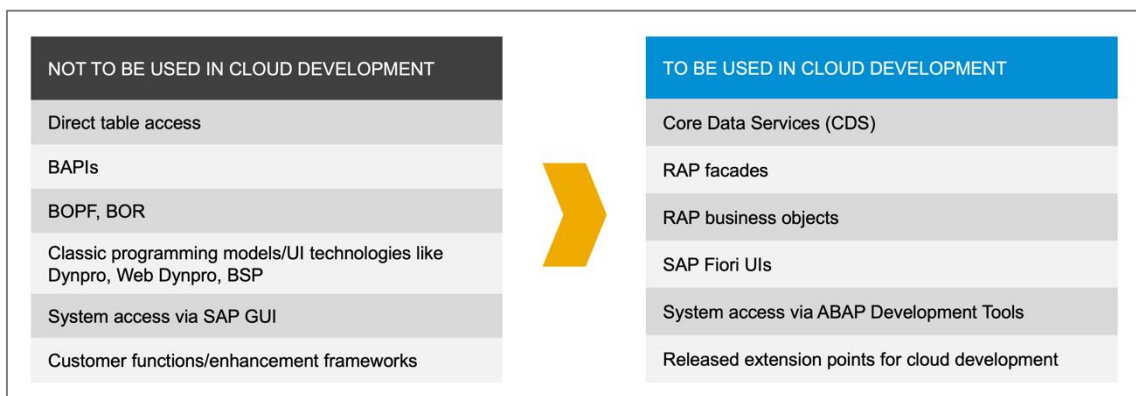 NOT TO BE USED IN CLOUD DEVELOPMENT
Direct table access
BAPIs
BOPF, BOR
Classic programming models/UI technologies like
Dynpro, Web Dynpro, BSP
System access via SAP GUI
Customer functions/enhancement frameworks
TO BE USED IN CLOUD DEVELOPMENT
Core Data Services (CDS)
RAP facades
RAP business objects
SAP Fiori UIs
System access via ABAP Development Tools
Released extension points for cloud development